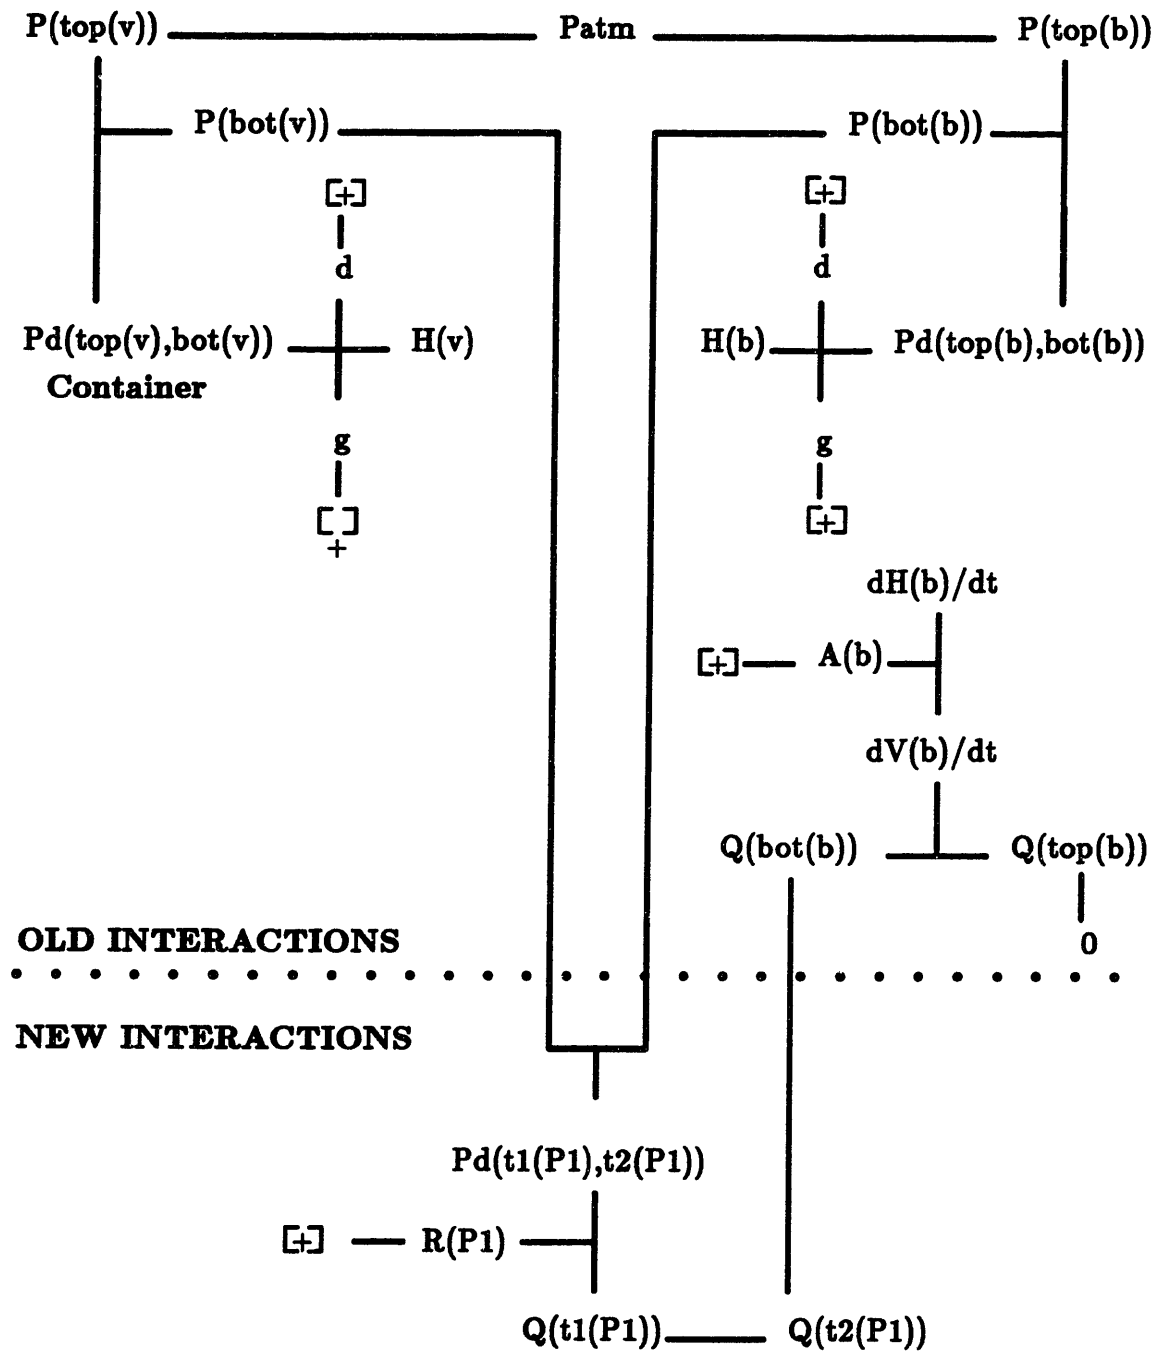 P(top(v)) Patm P(top(b))
P(bot(v)) P(bot(b))
[+] [+]
d d
Pd(top(v),bot(v)) H(v) H(b) Pd(top(b),bot(b))
Container
g g
[ ] [+]
+
dH(b)/dt
[+] A(b)
dV(b)/dt
Q(bot(b)) Q(top(b))
OLD INTERACTIONS 0
NEW INTERACTIONS
Pd(t1(P1),t2(P1))
[+] R(P1)
Q(t1(P1)) Q(t2(P1))